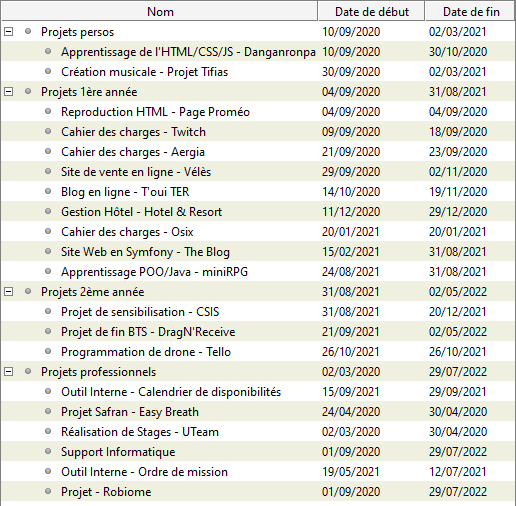 Nom Date de début Date de fin
Projets persos 10/09/2020 02/03/2021
Apprentissage de l'HTML/CSS/JS - Danganronpa 10/09/2020 30/10/2020
Création musicale - Projet Tifias 30/09/2020 02/03/2021
Projets 1ère année 04/09/2020 31/08/2021
Reproduction HTML - Page Proméo 04/09/2020 04/09/2020
Cahier des charges - Twitch 09/09/2020 18/09/2020
Cahier des charges - Aergia 21/09/2020 23/09/2020
Site de vente en ligne - Vélès 29/09/2020 02/11/2020
Blog en ligne - T'oui TER 14/10/2020 19/11/2020
Gestion Hôtel - Hotel & Resort 11/12/2020 29/12/2020
Cahier des charges - Osix 20/01/2021 20/01/2021
Site Web en Symfony - The Blog 15/02/2021 31/08/2021
Apprentissage POO/Java - miniRPG 24/08/2021 31/08/2021
Projets 2ème année 31/08/2021 02/05/2022
Projet de sensibilisation - CSIS 31/08/2021 20/12/2021
Projet de fin BTS - DragN'Receive 21/09/2021 02/05/2022
Programmation de drone - Tello 26/10/2021 26/10/2021
Projets professionnels 02/03/2020 29/07/2022
Outil Interne - Calendrier de disponibilités 15/09/2021 29/09/2021
Projet Safran - Easy Breath 24/04/2020 30/04/2020
Réalisation de Stages - UTeam 02/03/2020 30/04/2020
Support Informatique 01/09/2020 29/07/2022
Outil Interne - Ordre de mission 19/05/2021 12/07/2021
Projet - Robiome 01/09/2020 29/07/2022